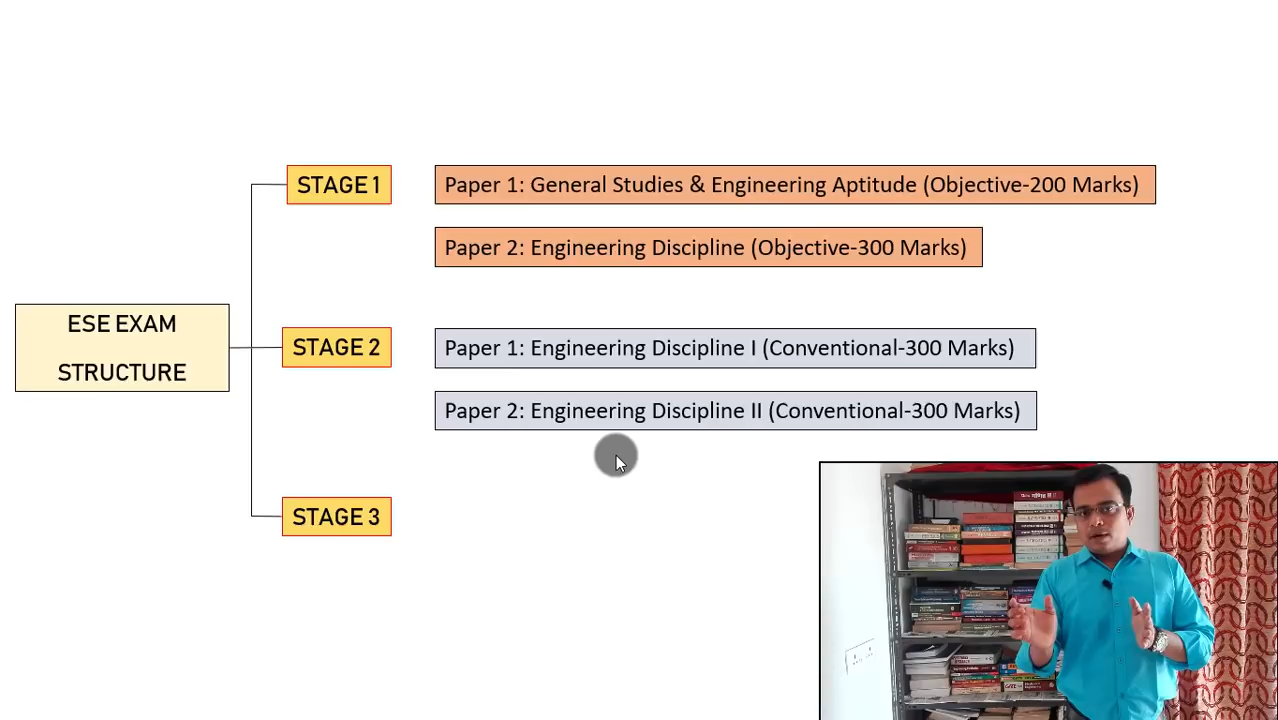 STAGE 1
Paper 1: General Studies & Engineering Aptitude (Objective-200 Marks)
Paper 2: Engineering Discipline (Objective-300 Marks)
ESE EXAM
STRUCTURE
STAGE 2
Paper 1: Engineering Discipline I (Conventional-300 Marks)
Paper 2: Engineering Discipline II (Conventional-300 Marks)
STAGE 3